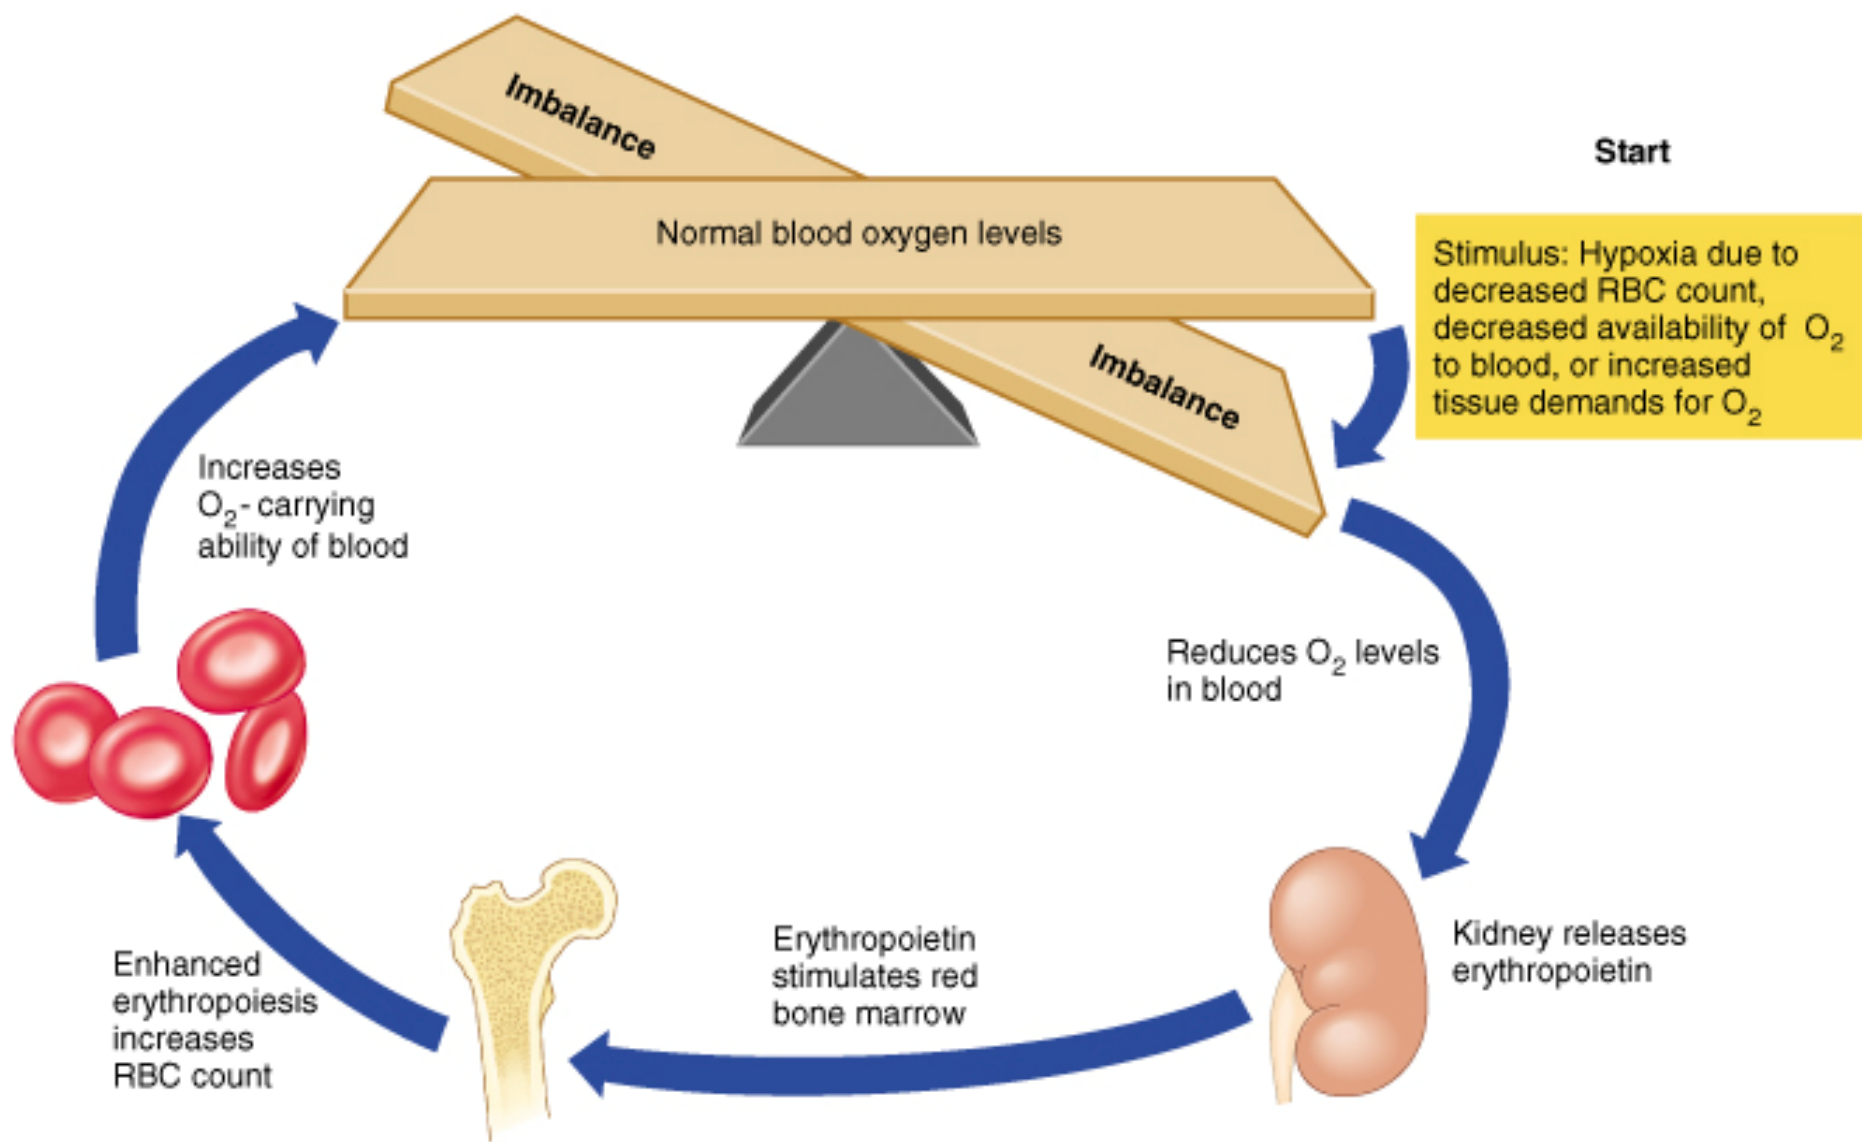 Imbalance
Normal blood oxygen levels
Imbalance
Start
Stimulus: Hypoxia due to
decreased RBC count,
decreased availability of O₂
to blood, or increased
tissue demands for O₂
Reduces O₂ levels
in blood
Kidney releases
erythropoietin
Erythropoietin
stimulates red
bone marrow
Enhanced
erythropoiesis
increases
RBC count
Increases
O₂- carrying
ability of blood